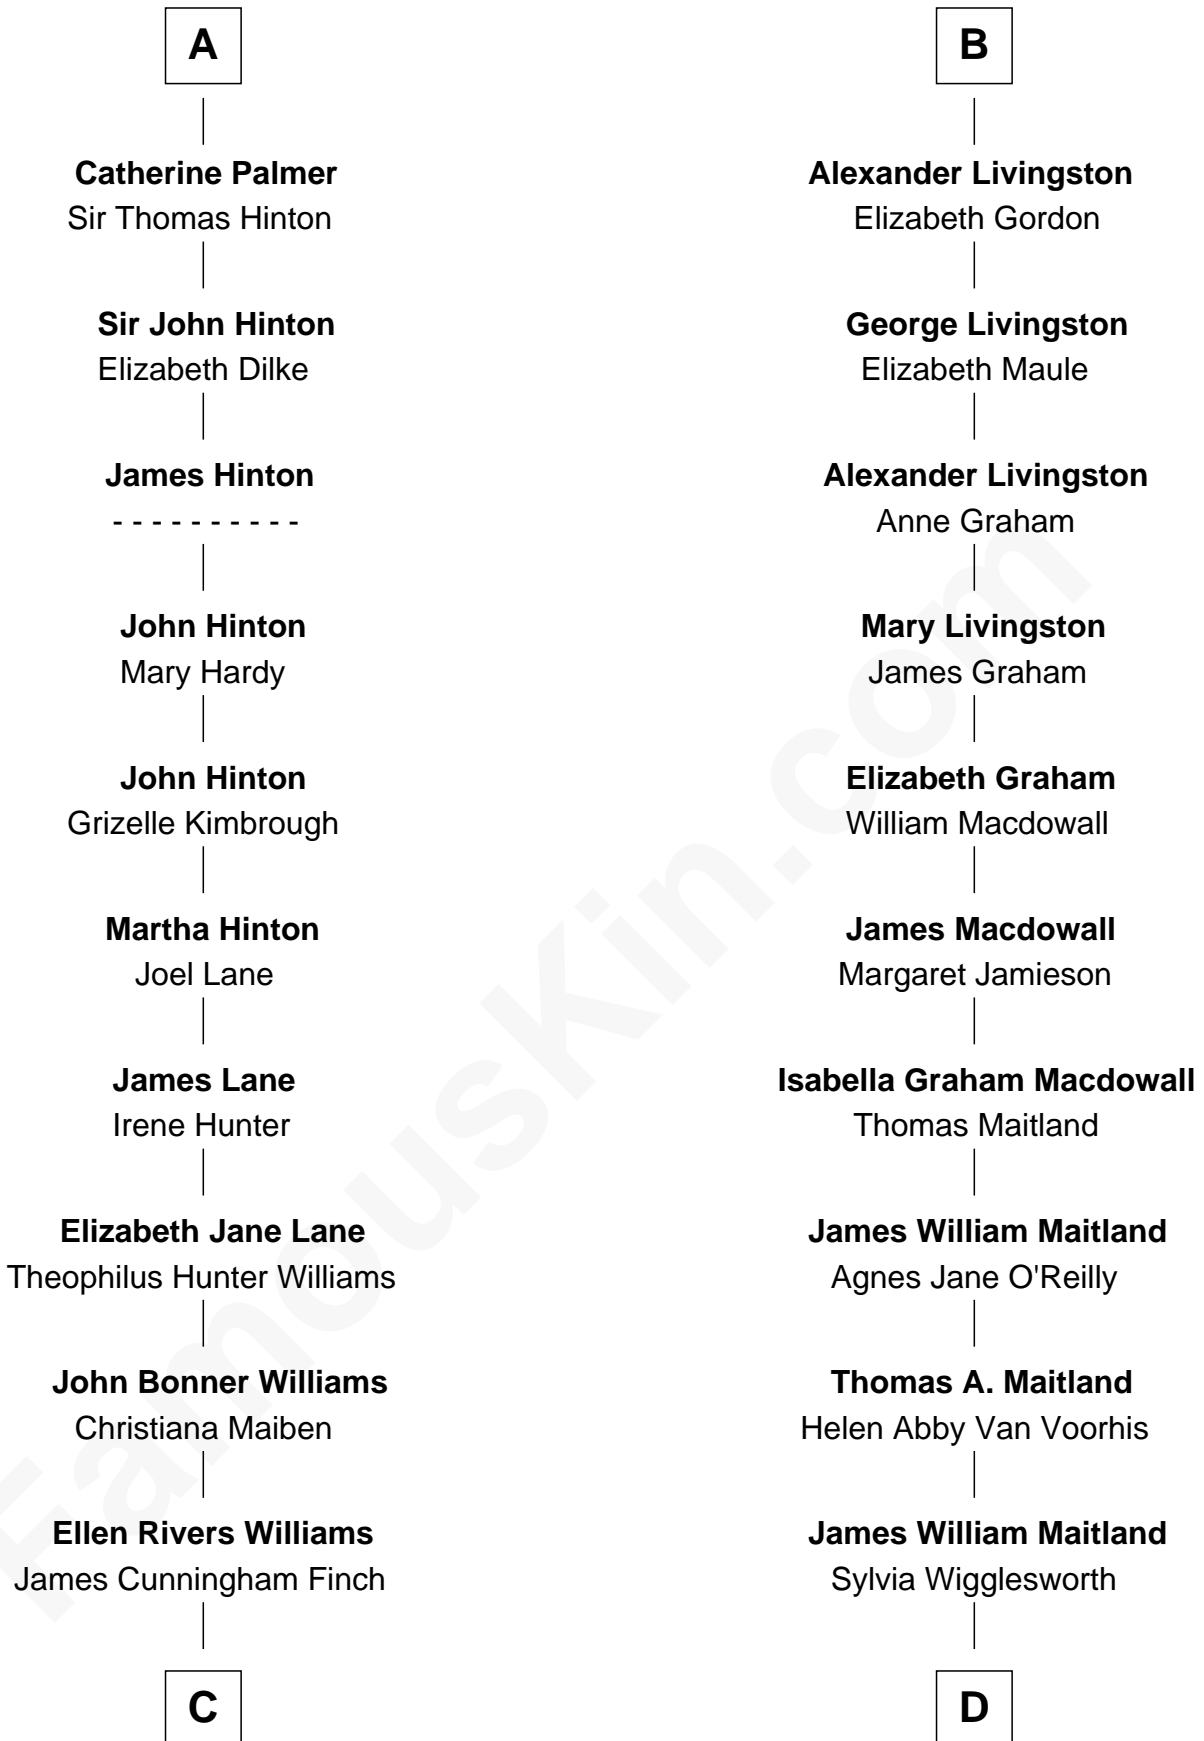 A
Catherine Palmer
Sir Thomas Hinton
Sir John Hinton
Elizabeth Dilke
James Hinton
- - - - - - - - - -
John Hinton
Mary Hardy
John Hinton
Grizelle Kimbrough
Martha Hinton
Joel Lane
James Lane
Irene Hunter
Elizabeth Jane Lane
Theophilus Hunter Williams
John Bonner Williams
Christiana Maiben
Ellen Rivers Williams
James Cunningham Finch
C
B
Alexander Livingston
Elizabeth Gordon
George Livingston
Elizabeth Maule
Alexander Livingston
Anne Graham
Mary Livingston
James Graham
Elizabeth Graham
William Macdowall
James Macdowall
Margaret Jamieson
Isabella Graham Macdowall
Thomas Maitland
James William Maitland
Agnes Jane O'Reilly
Thomas A. Maitland
Helen Abby Van Voorhis
James William Maitland
Sylvia Wigglesworth
D
FamousKin.com